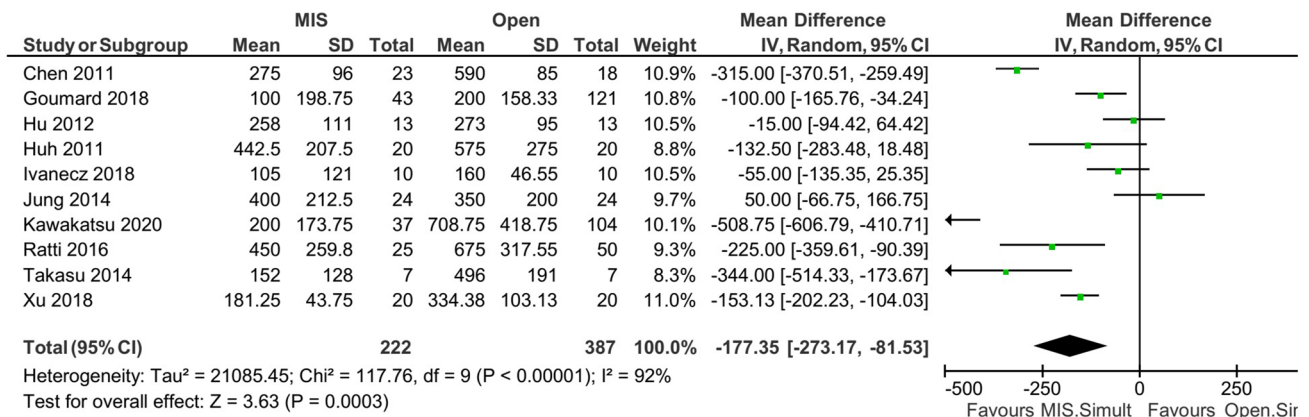 MIS Open Mean Difference Mean Difference
Study or Subgroup Mean SD Total Mean SD Total Weight IV, Random, 95% CI IV, Random, 95% CI
Chen 2011 275 96 23 590 85 18 10.9% -315.00 [-370.51, -259.49]
Goumard 2018 100 198.75 43 200 158.33 121 10.8% -100.00 [-165.76, -34.24]
Hu 2012 258 111 13 273 95 13 10.5% -15.00 [-94.42, 64.42]
Huh 2011 442.5 207.5 20 575 275 20 8.8% -132.50 [-283.48, 18.48]
Ivanecz 2018 105 121 10 160 46.55 10 10.5% -55.00 [-135.35, 25.35]
Jung 2014 400 212.5 24 350 200 24 9.7% 50.00 [-66.75, 166.75]
Kawakatsu 2020 200 173.75 37 708.75 418.75 104 10.1% -508.75 [-606.79, -410.71]
Ratti 2016 450 259.8 25 675 317.55 50 9.3% -225.00 [-359.61, -90.39]
Takasu 2014 152 128 7 496 191 7 8.3% -344.00 [-514.33, -173.67]
Xu 2018 181.25 43.75 20 334.38 103.13 20 11.0% -153.13 [-202.23, -104.03]
Total (95% CI) 222 387 100.0% -177.35 [-273.17, -81.53]
Heterogeneity: Tau² = 21085.45; Chi² = 117.76, df = 9 (P < 0.00001); I² = 92%
Test for overall effect: Z = 3.63 (P = 0.0003)
-500 -250 0 250
Favours MIS.Simult Favours Open.Sir